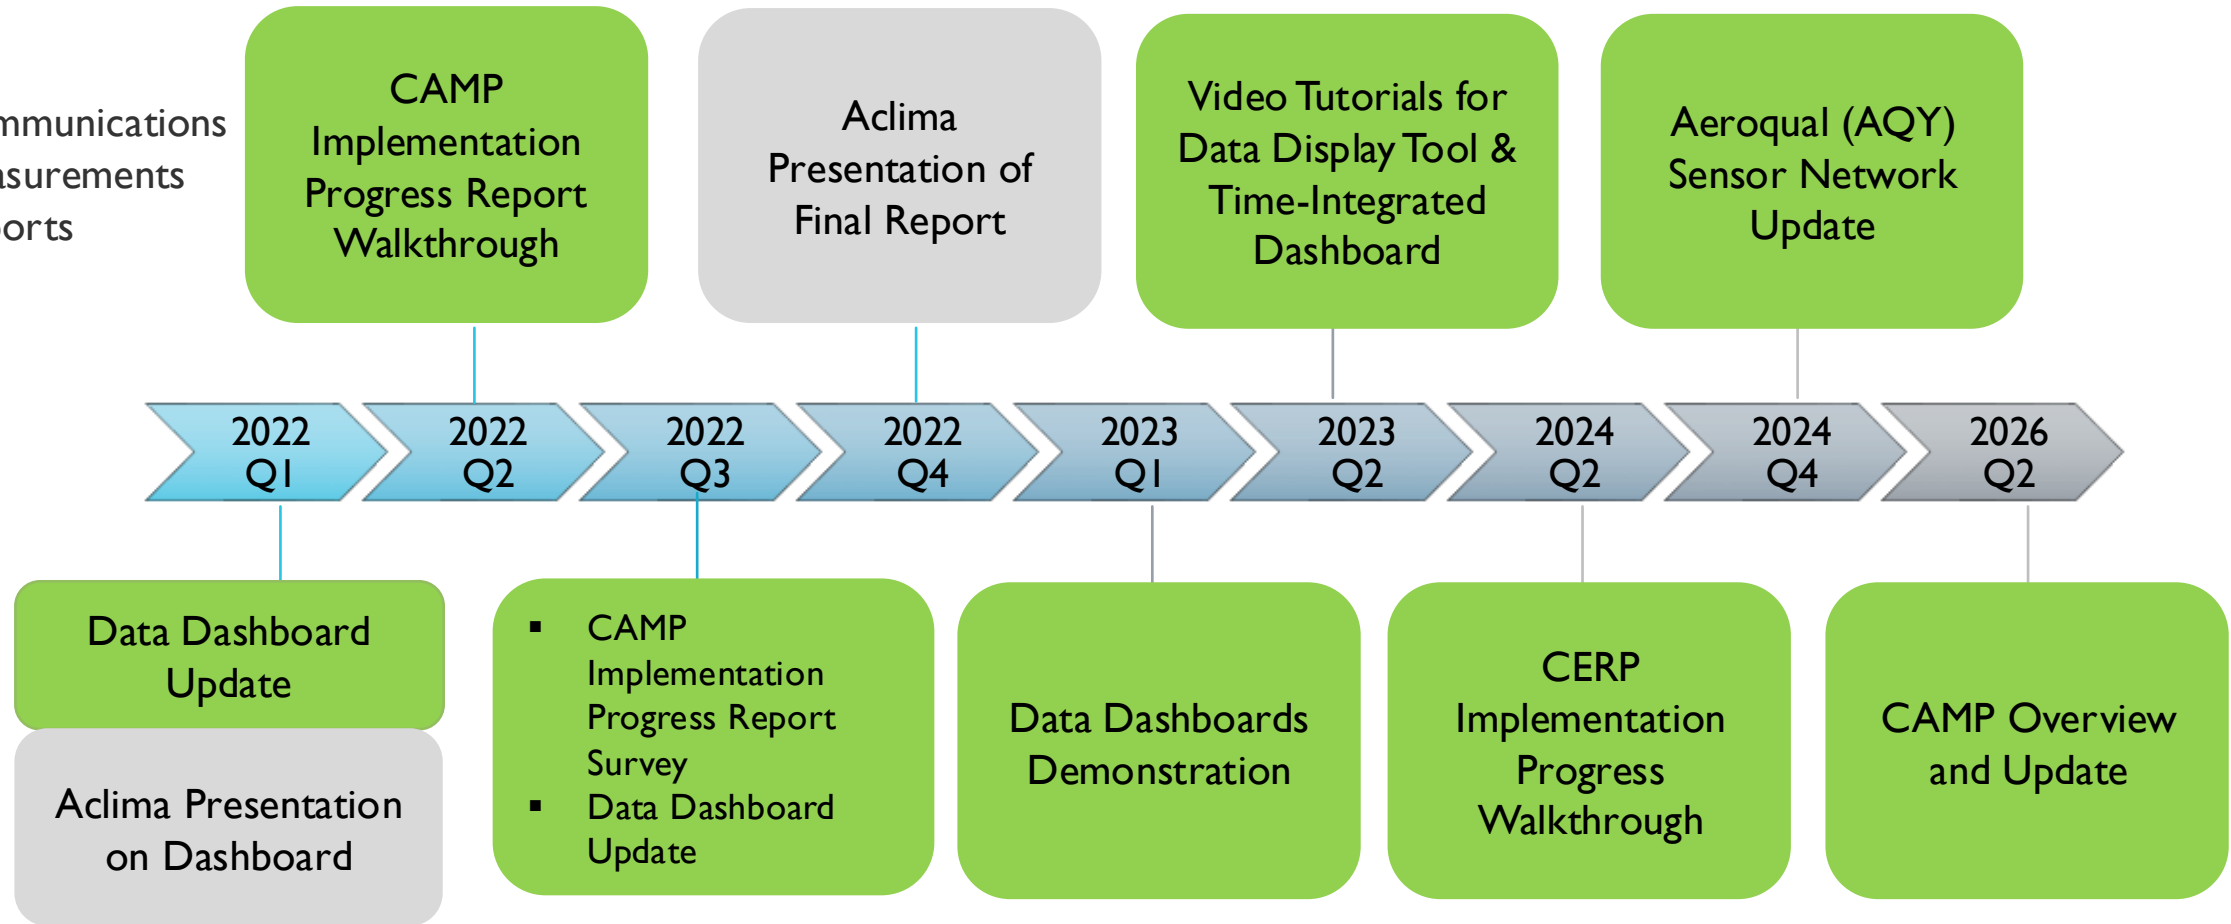 CAMP
Implementation
Progress Report
Walkthrough
Aclima
Presentation of
Final Report
Video Tutorials for
Data Display Tool &
Time-Integrated
Dashboard
Aeroqual (AQY)
Sensor Network
Update
2022
Q1
2022
Q2
2022
Q3
2022
Q4
2023
Q1
2023
Q2
2024
Q2
2024
Q4
2026
Q2
Data Dashboard
Update
Aclima Presentation
on Dashboard
▪ CAMP
Implementation
Progress Report
Survey
▪ Data Dashboard
Update
Data Dashboards
Demonstration
CERP
Implementation
Progress
Walkthrough
CAMP Overview
and Update